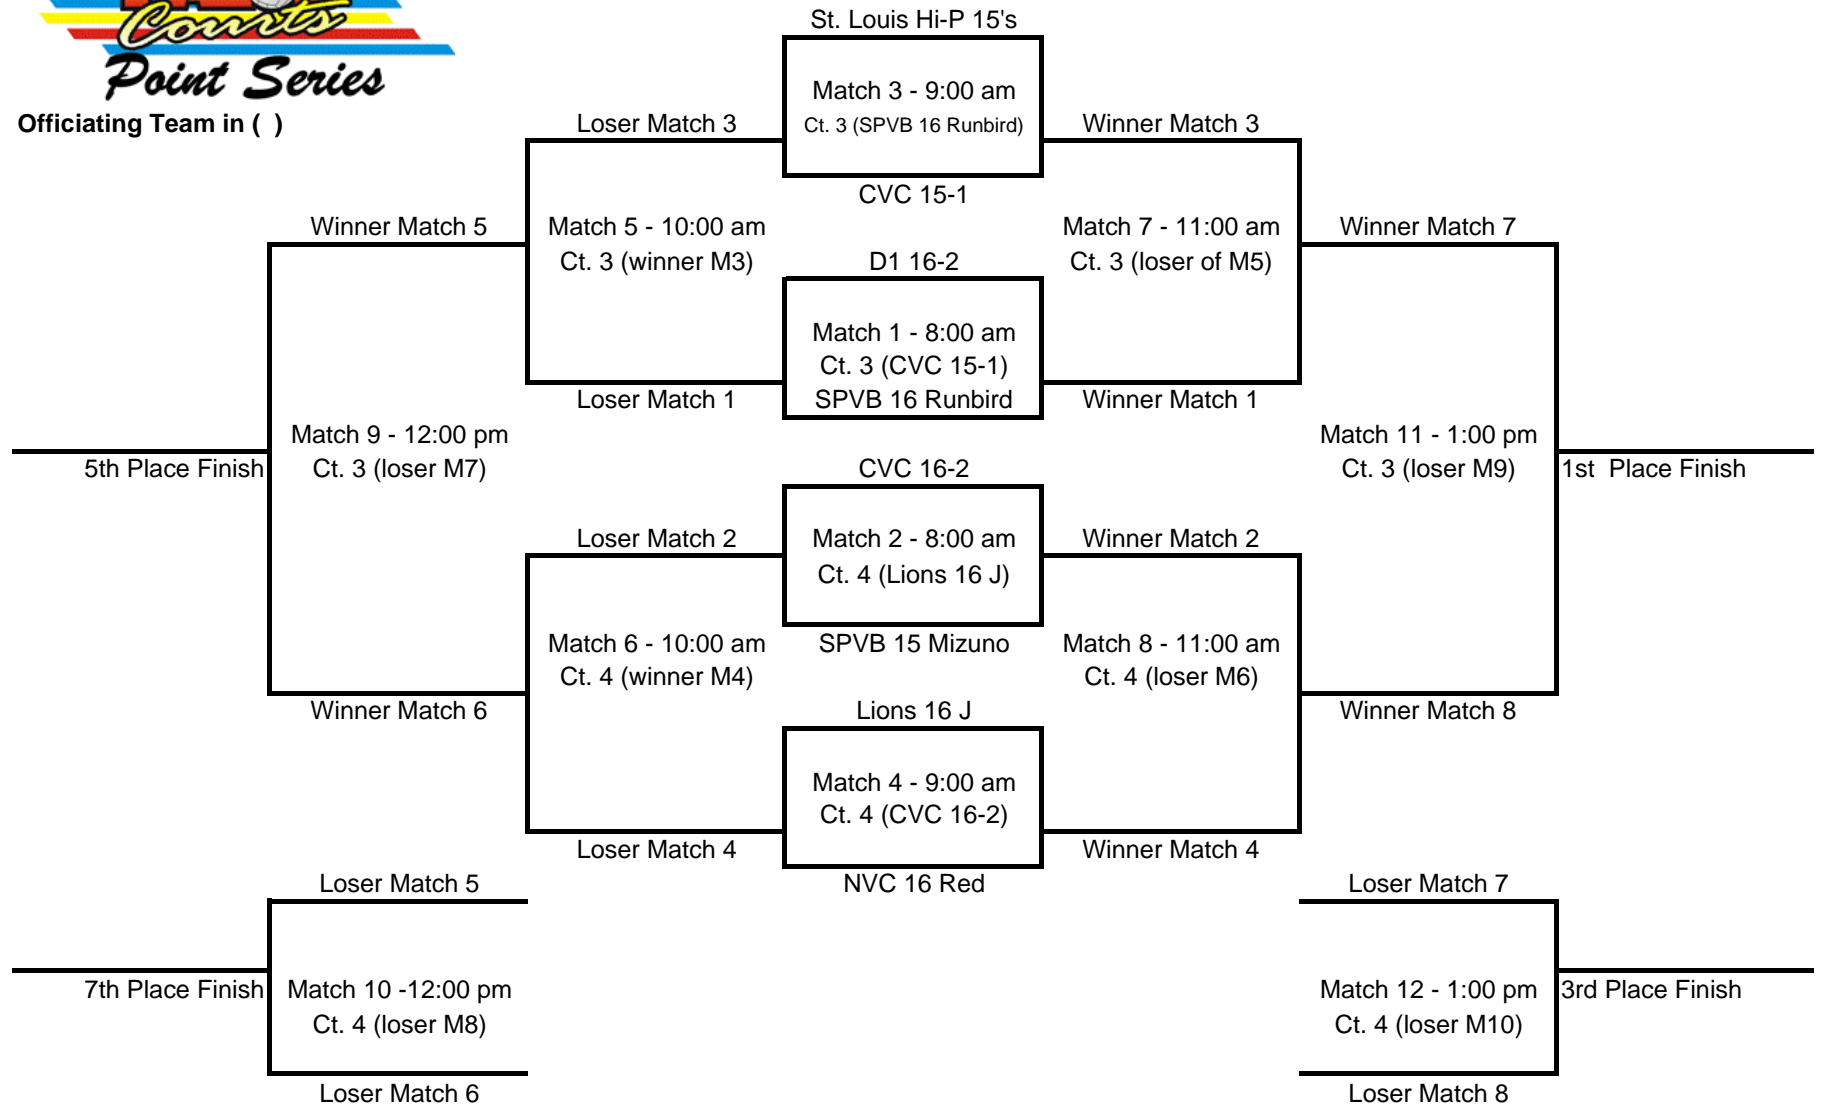 Courts
Point Series
Officiating Team in ( )
St. Louis Hi-P 15's
Match 3 - 9:00 am
Ct. 3 (SPVB 16 Runbird)
Loser Match 3
Winner Match 3
CVC 15-1
Winner Match 5
Match 5 - 10:00 am
Ct. 3 (winner M3)
Match 7 - 11:00 am
Ct. 3 (loser of M5)
Winner Match 7
D1 16-2
Match 1 - 8:00 am
Ct. 3 (CVC 15-1)
SPVB 16 Runbird
Loser Match 1
Winner Match 1
Match 9 - 12:00 pm
Ct. 3 (loser M7)
5th Place Finish
Match 11 - 1:00 pm
Ct. 3 (loser M9)
1st  Place Finish
CVC 16-2
Loser Match 2
Match 2 - 8:00 am
Ct. 4 (Lions 16 J)
Winner Match 2
SPVB 15 Mizuno
Match 6 - 10:00 am
Ct. 4 (winner M4)
Match 8 - 11:00 am
Ct. 4 (loser M6)
Winner Match 6
Lions 16 J
Winner Match 8
Match 4 - 9:00 am
Ct. 4 (CVC 16-2)
Loser Match 4
Winner Match 4
NVC 16 Red
Loser Match 5
Loser Match 7
7th Place Finish
Match 10 -12:00 pm
Ct. 4 (loser M8)
Match 12 - 1:00 pm
Ct. 4 (loser M10)
3rd Place Finish
Loser Match 6
Loser Match 8